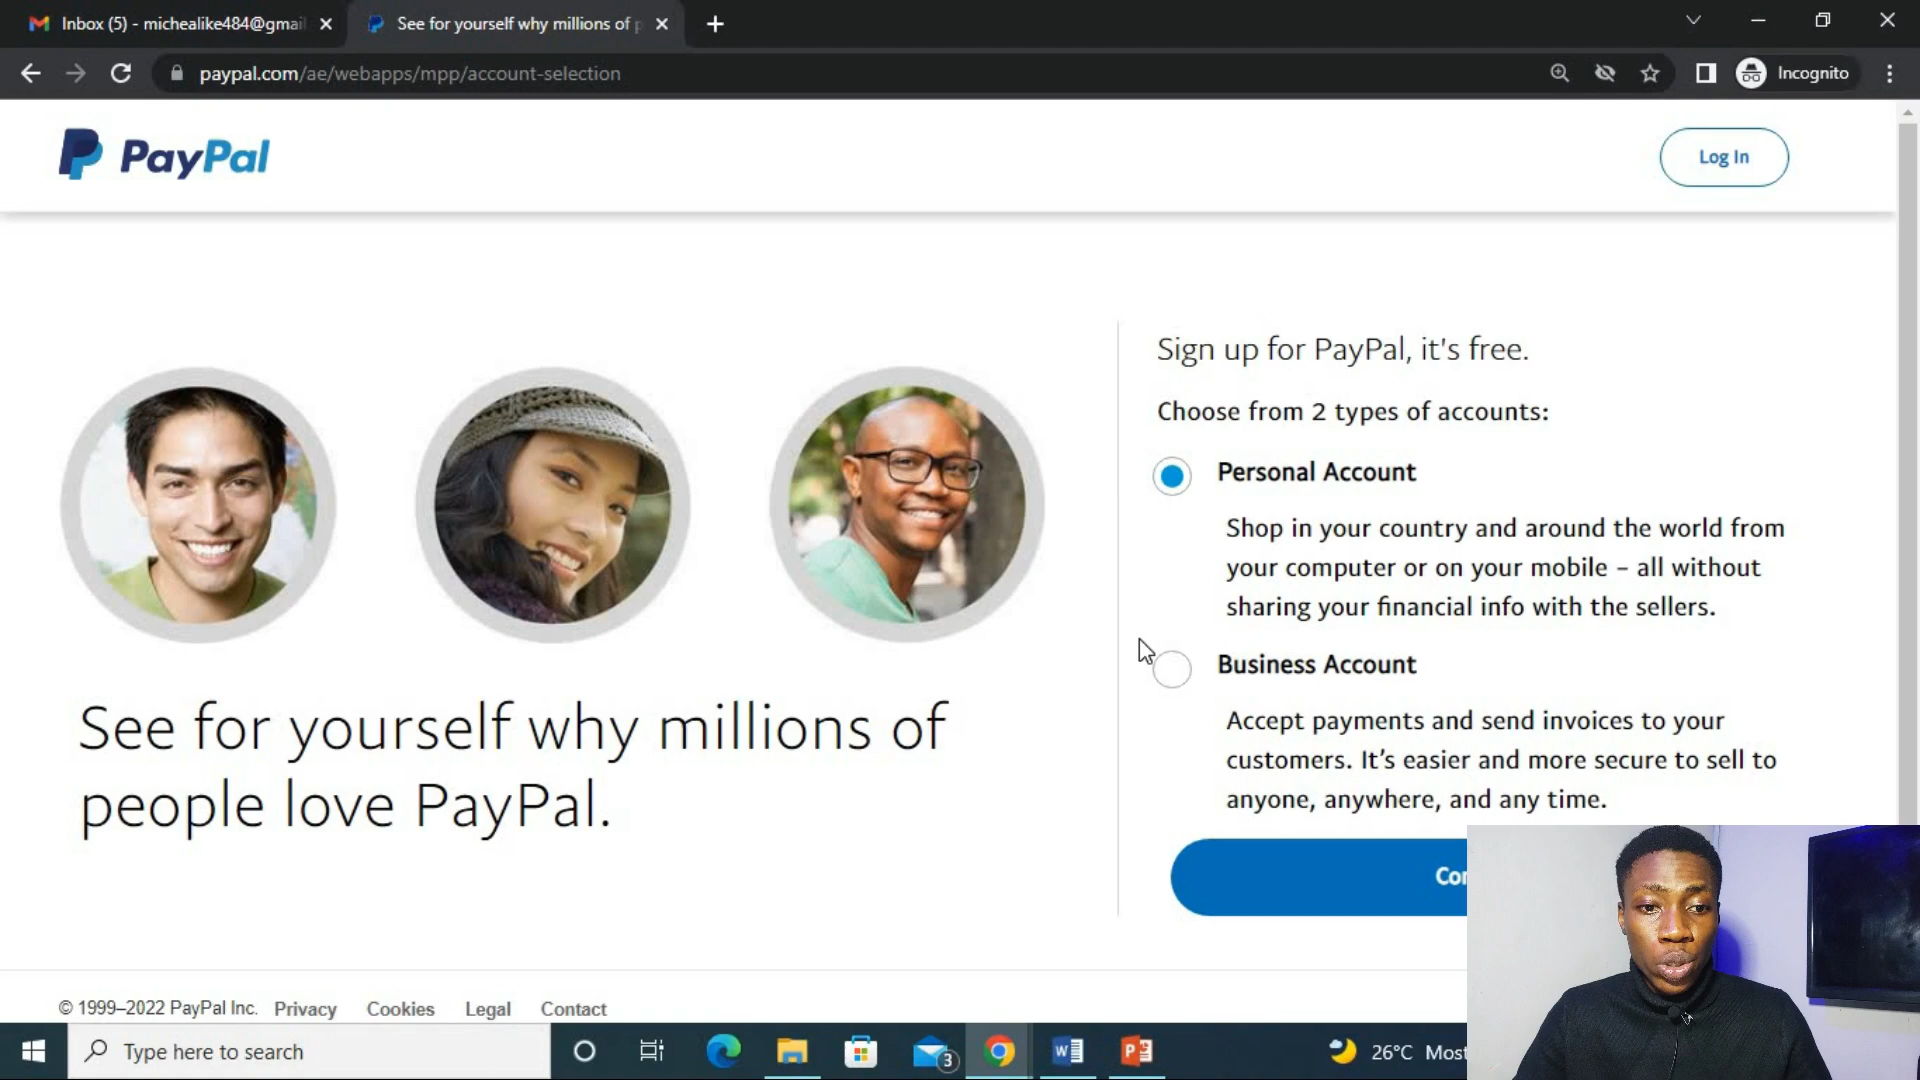 Inbox (5) - michealike484@gmai
See for yourself why millions of p
paypal.com/ae/webapps/mpp/account-selection
Incognito
PayPal
Log In
Sign up for PayPal, it's free.
Choose from 2 types of accounts:
Personal Account
Shop in your country and around the world from
your computer or on your mobile – all without
sharing your financial info with the sellers.
Business Account
Accept payments and send invoices to your
customers. It’s easier and more secure to sell to
anyone, anywhere, and any time.
See for yourself why millions of
people love PayPal.
Con
© 1999–2022 PayPal Inc. Privacy Cookies Legal Contact
Type here to search
3
26°C Most